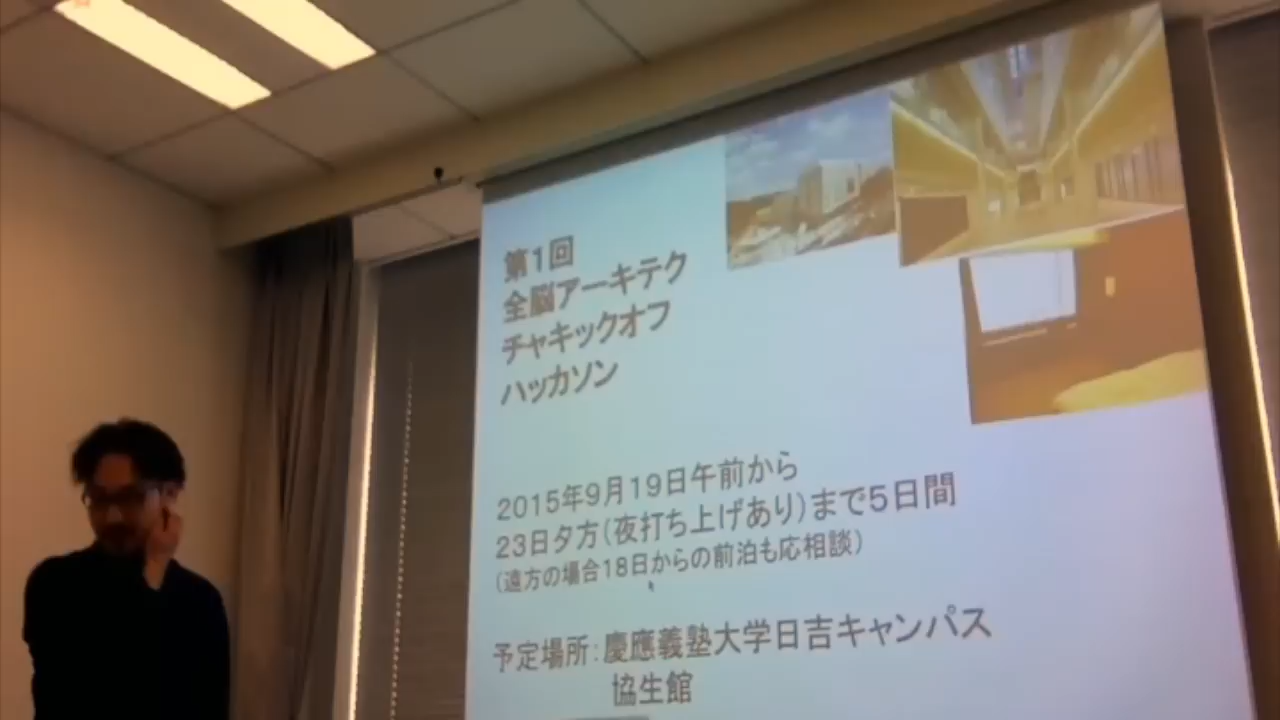 第1回
全脳アーキテク
チャキックオフ
ハッカソン
2015年9月19日午前から
23日夕方(夜打ち上げあり)まで5日間
(遠方の場合18日からの前泊も応相談)
予定場所:慶應義塾大学日吉キャンパス
協生館